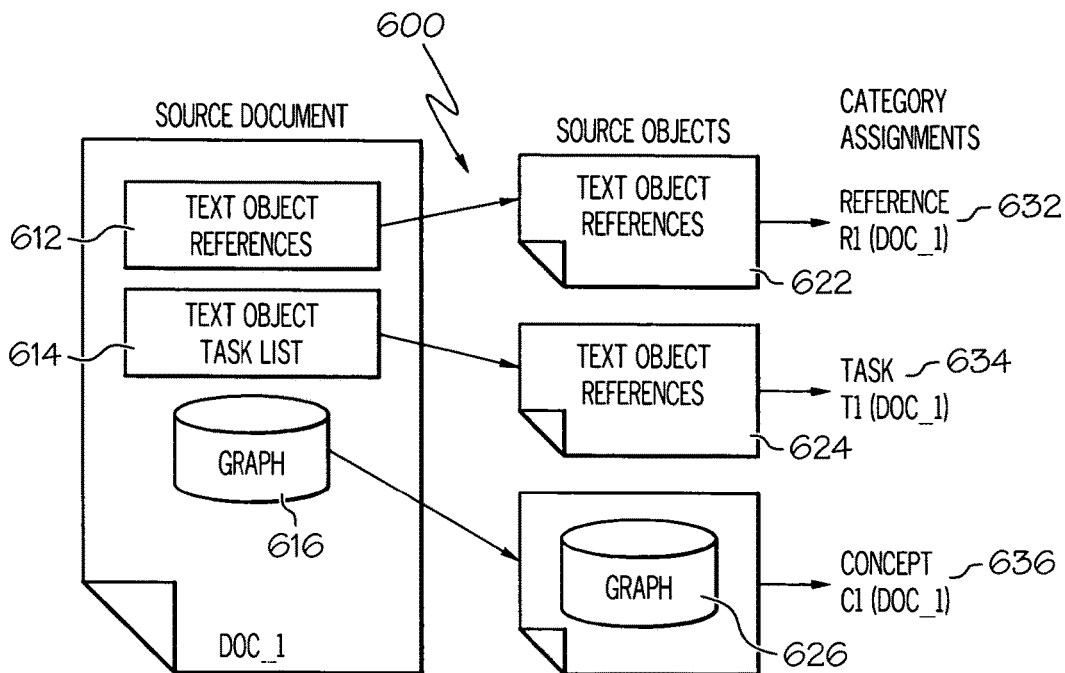 600
SOURCE DOCUMENT
TEXT OBJECT
REFERENCES
612
TEXT OBJECT
TASK LIST
614
GRAPH
616
DOC_1
SOURCE OBJECTS
TEXT OBJECT
REFERENCES
622
TEXT OBJECT
REFERENCES
624
GRAPH
626
CATEGORY
ASSIGNMENTS
REFERENCE 632
R1 (DOC_1)
TASK 634
T1 (DOC_1)
CONCEPT 636
C1 (DOC_1)